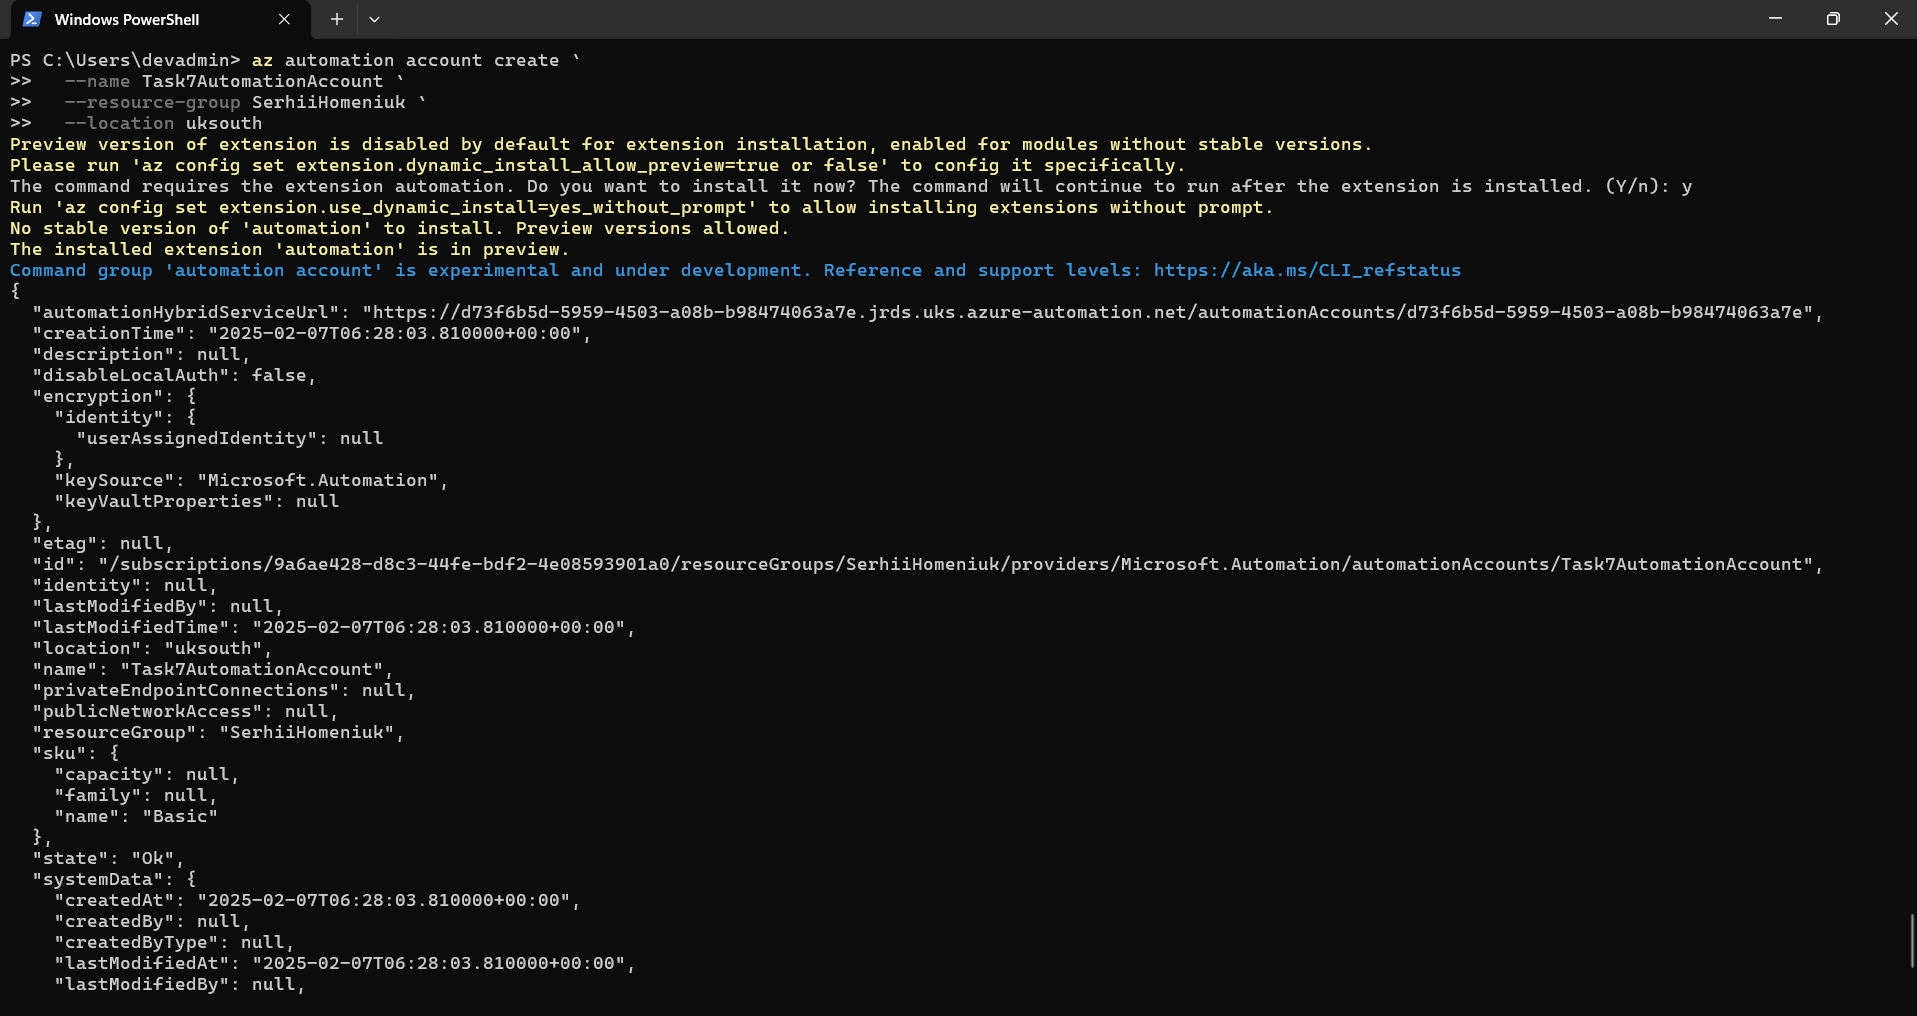 Windows PowerShell
PS C:\Users\devadmin> az automation account create `
>>   --name Task7AutomationAccount `
>>   --resource-group SerhiiHomeniuk `
>>   --location uksouth
Preview version of extension is disabled by default for extension installation, enabled for modules without stable versions.
Please run 'az config set extension.dynamic_install_allow_preview=true or false' to config it specifically.
The command requires the extension automation. Do you want to install it now? The command will continue to run after the extension is installed. (Y/n): y
Run 'az config set extension.use_dynamic_install=yes_without_prompt' to allow installing extensions without prompt.
No stable version of 'automation' to install. Preview versions allowed.
The installed extension 'automation' is in preview.
Command group 'automation account' is experimental and under development. Reference and support levels: https://aka.ms/CLI_refstatus
{
  "automationHybridServiceUrl": "https://d73f6b5d-5959-4503-a08b-b98474063a7e.jrds.uks.azure-automation.net/automationAccounts/d73f6b5d-5959-4503-a08b-b98474063a7e",
  "creationTime": "2025-02-07T06:28:03.810000+00:00",
  "description": null,
  "disableLocalAuth": false,
  "encryption": {
    "identity": {
      "userAssignedIdentity": null
    },
    "keySource": "Microsoft.Automation",
    "keyVaultProperties": null
  },
  "etag": null,
  "id": "/subscriptions/9a6ae428-d8c3-44fe-bdf2-4e08593901a0/resourceGroups/SerhiiHomeniuk/providers/Microsoft.Automation/automationAccounts/Task7AutomationAccount",
  "identity": null,
  "lastModifiedBy": null,
  "lastModifiedTime": "2025-02-07T06:28:03.810000+00:00",
  "location": "uksouth",
  "name": "Task7AutomationAccount",
  "privateEndpointConnections": null,
  "publicNetworkAccess": null,
  "resourceGroup": "SerhiiHomeniuk",
  "sku": {
    "capacity": null,
    "family": null,
    "name": "Basic"
  },
  "state": "Ok",
  "systemData": {
    "createdAt": "2025-02-07T06:28:03.810000+00:00",
    "createdBy": null,
    "createdByType": null,
    "lastModifiedAt": "2025-02-07T06:28:03.810000+00:00",
    "lastModifiedBy": null,